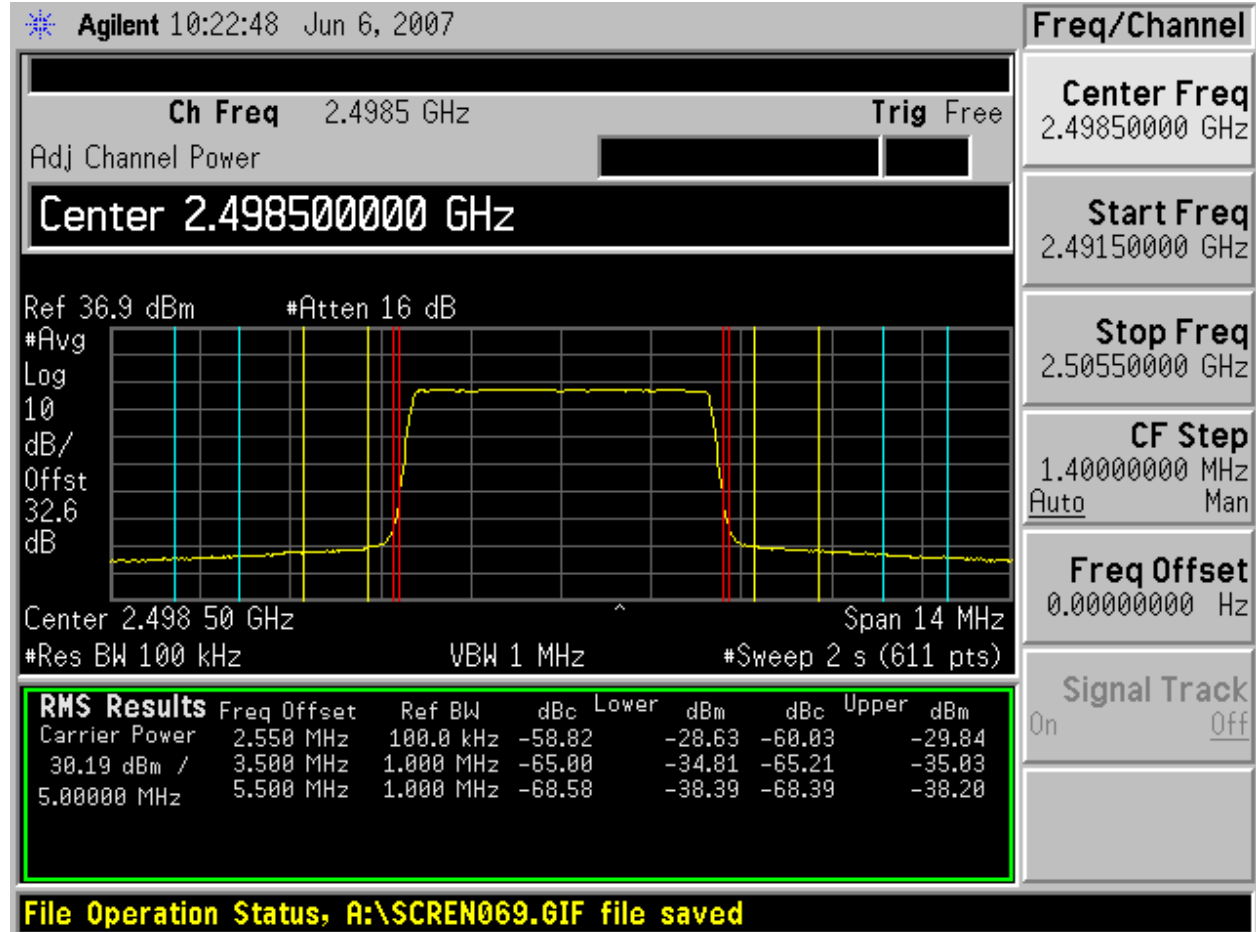 Agilent 10:22:48 Jun 6, 2007
Freq/Channel
Ch Freq 2.4985 GHz Trig Free
Adj Channel Power
Center 2.498500000 GHz
Ref 36.9 dBm #Atten 16 dB
#Avg
Log
10
dB/
Offst
32.6
dB
Center 2.498 50 GHz Span 14 MHz
#Res BW 100 kHz VBW 1 MHz #Sweep 2 s (611 pts)
RMS Results Freq Offset Ref BW dBc Lower dBm dBc Upper dBm
Carrier Power 2.550 MHz 100.0 kHz -58.82 -28.63 -60.03 -29.84
30.19 dBm / 3.500 MHz 1.000 MHz -65.00 -34.81 -65.21 -35.03
5.00000 MHz 5.500 MHz 1.000 MHz -68.58 -38.39 -68.39 -38.20
File Operation Status, A:\SCREN069.GIF file saved
Center Freq
2.49850000 GHz
Start Freq
2.49150000 GHz
Stop Freq
2.50550000 GHz
CF Step
1.40000000 MHz
Auto Man
Freq Offset
0.00000000 Hz
Signal Track
On Off